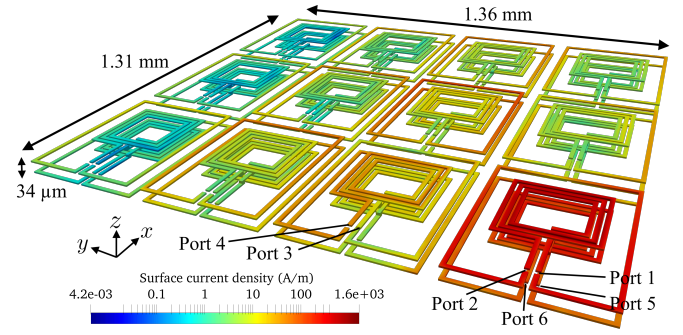 1.36 mm
1.31 mm
34 µm
z
y
x
Port 4
Port 3
Port 1
Port 2
Port 5
Port 6
Surface current density (A/m)
4.2e-03 0.1 1 10 100 1.6e+03